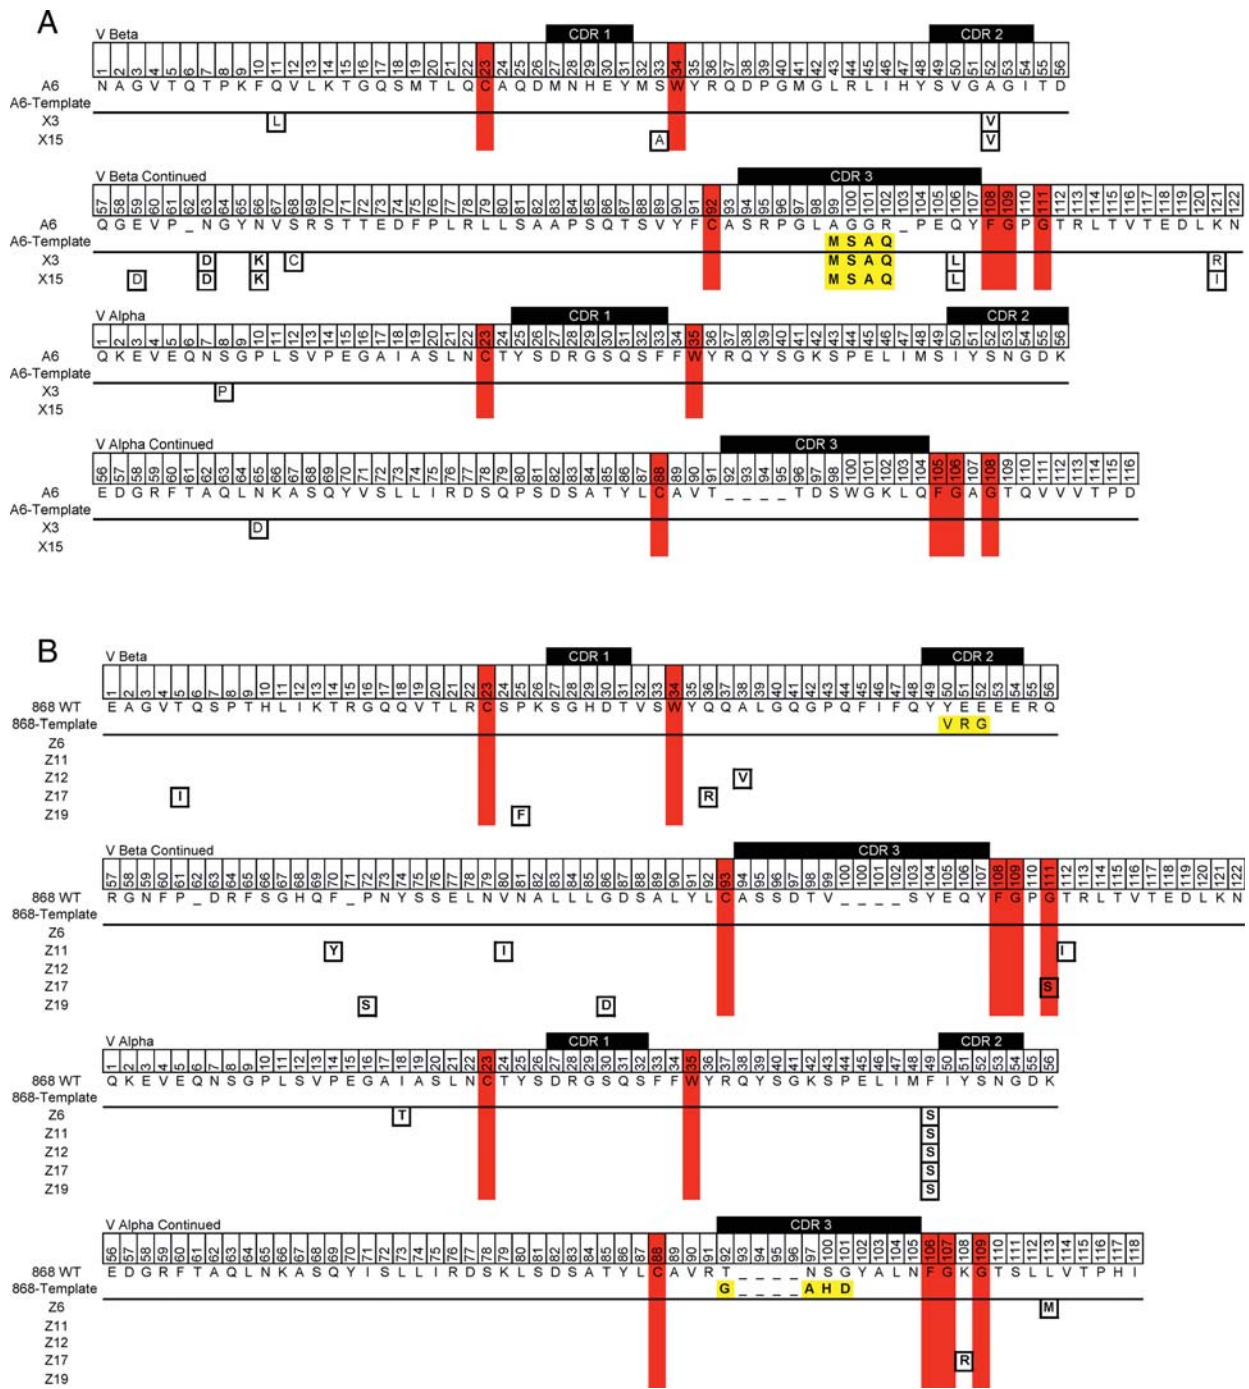 A
V Beta CDR 1 CDR 2
1 2 3 4 5 6 7 8 9 10 11 12 13 14 15 16 17 18 19 20 21 22 23 24 25 26 27 28 29 30 31 32 33 34 35 36 37 38 39 40 41 42 43 44 45 46 47 48 49 50 51 52 53 54 55 56
A6 N A G V T Q T P K F Q V L K T G Q S M T L Q C A Q D M N H E Y M S W Y R Q D P G M G L R L I H Y S V G A G I T D
A6-Template
X3 L V
X15 A V
V Beta Continued CDR 3
57 58 59 60 61 62 63 64 65 66 67 68 69 70 71 72 73 74 75 76 77 78 79 80 81 82 83 84 85 86 87 88 89 90 91 92 93 94 95 96 97 98 99 100 101 102 103 104 105 106 107 108 109 110 111 112 113 114 115 116 117 118 119 120 121 122
A6 Q G E V P _ N G Y N V S R S T T E D F P L R L L S A A P S Q T S V Y F C A S R P G L A G G R _ P E Q Y F G P G T R L T V T E D L K N
A6-Template M S A Q
X3 D K C M S A Q L R
X15 D D K M S A Q L I
V Alpha CDR 1 CDR 2
1 2 3 4 5 6 7 8 9 10 11 12 13 14 15 16 17 18 19 20 21 22 23 24 25 26 27 28 29 30 31 32 33 34 35 36 37 38 39 40 41 42 43 44 45 46 47 48 49 50 51 52 53 54 55 56
A6 Q K E V E Q N S G P L S V P E G A I A S L N C T Y S D R G S Q S F F W Y R Q Y S G K S P E L I M S I Y S N G D K
A6-Template
X3 P
X15
V Alpha Continued CDR 3
56 57 58 59 60 61 62 63 64 65 66 67 68 69 70 71 72 73 74 75 76 77 78 79 80 81 82 83 84 85 86 87 88 89 90 91 92 93 94 95 96 97 98 100 101 102 103 104 105 106 107 108 109 110 111 112 113 114 115 116
A6 E D G R F T A Q L N K A S Q Y V S L L I R D S Q P S D S A T Y L C A V T _ _ _ _ T D S W G K L Q F G A G T Q V V V T P D
A6-Template
X3 D
X15
B
V Beta CDR 1 CDR 2
1 2 3 4 5 6 7 8 9 10 11 12 13 14 15 16 17 18 19 20 21 22 23 24 25 26 27 28 29 30 31 32 33 34 35 36 37 38 39 40 41 42 43 44 45 46 47 48 49 50 51 52 53 54 55 56
868 WT E A G V T Q S P T H L I K T R G Q Q V T L R C S P K S G H D T V S W Y Q Q A L G Q G P Q F I F Q Y Y E E E E R Q
868-Template V R G
Z6
Z11
Z12 V
Z17 I R
Z19 F
V Beta Continued CDR 3
57 58 59 60 61 62 63 64 65 66 67 68 69 70 71 72 73 74 75 76 77 78 79 80 81 82 83 84 85 86 87 88 89 90 91 92 93 94 95 96 97 98 99 100 100 101 102 103 104 105 106 107 108 109 110 111 112 113 114 115 116 117 118 119 120 121 122
868 WT R G N F P _ D R F S G H Q F _ P N Y S S E L N V N A L L L G D S A L Y L C A S S D T V _ _ _ _ S Y E Q Y F G P G T R L T V T E D L K N
868-Template
Z6
Z11 Y I I
Z12
Z17 S
Z19 S D
V Alpha CDR 1 CDR 2
1 2 3 4 5 6 7 8 9 10 11 12 13 14 15 16 17 18 19 20 21 22 23 24 25 26 27 28 29 30 31 32 33 34 35 36 37 38 39 40 41 42 43 44 45 46 47 48 49 50 51 52 53 54 55 56
868 WT Q K E V E Q N S G P L S V P E G A I A S L N C T Y S D R G S Q S F F W Y R Q Y S G K S P E L I M F I Y S N G D K
868-Template
Z6 T S
Z11 S
Z12 S
Z17 S
Z19 S
V Alpha Continued CDR 3
56 57 58 59 60 61 62 63 64 65 66 67 68 69 70 71 72 73 74 75 76 77 78 79 80 81 82 83 84 85 86 87 88 89 90 91 92 93 94 95 96 97 100 101 102 103 104 105 106 107 108 109 110 111 112 113 114 115 116 117 118
868 WT E D G R F T A Q L N K A S Q Y I S L L I R D S K L S D S A T Y L C A V R T _ _ _ _ N S G Y A L N F G K G T S L L V T P H I
868-Template G _ _ _ _ A H D
Z6 M
Z11
Z12
Z17 R
Z19